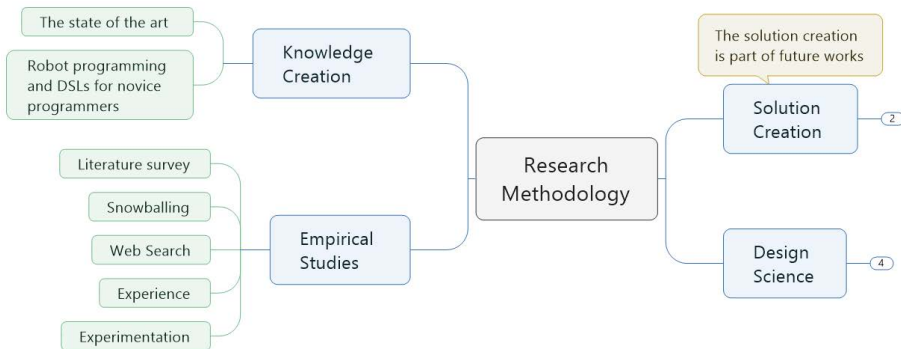 The state of the art
Robot programming
and DSLs for novice
programmers
Knowledge
Creation
Literature survey
Snowballing
Web Search
Experience
Experimentation
Empirical
Studies
Research
Methodology
The solution creation
is part of future works
Solution
Creation
2
Design
Science
4